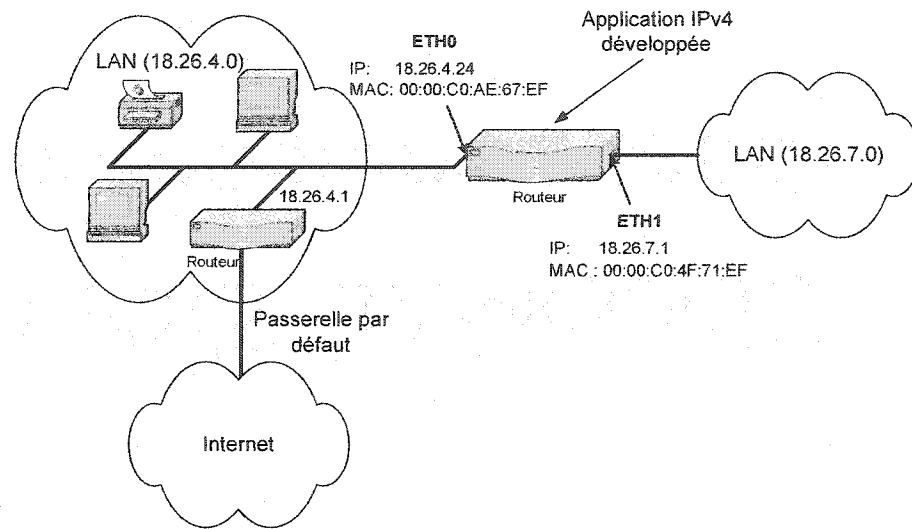 Application IPv4
développée
ETH0
IP: 18.26.4.24
MAC: 00:00:C0:AE:67:EF
LAN (18.26.4.0)
LAN (18.26.7.0)
Routeur
18.26.4.1
ETH1
IP: 18.26.7.1
MAC : 00:00:C0:4F:71:EF
Routeur
Passerelle par
défaut
Internet